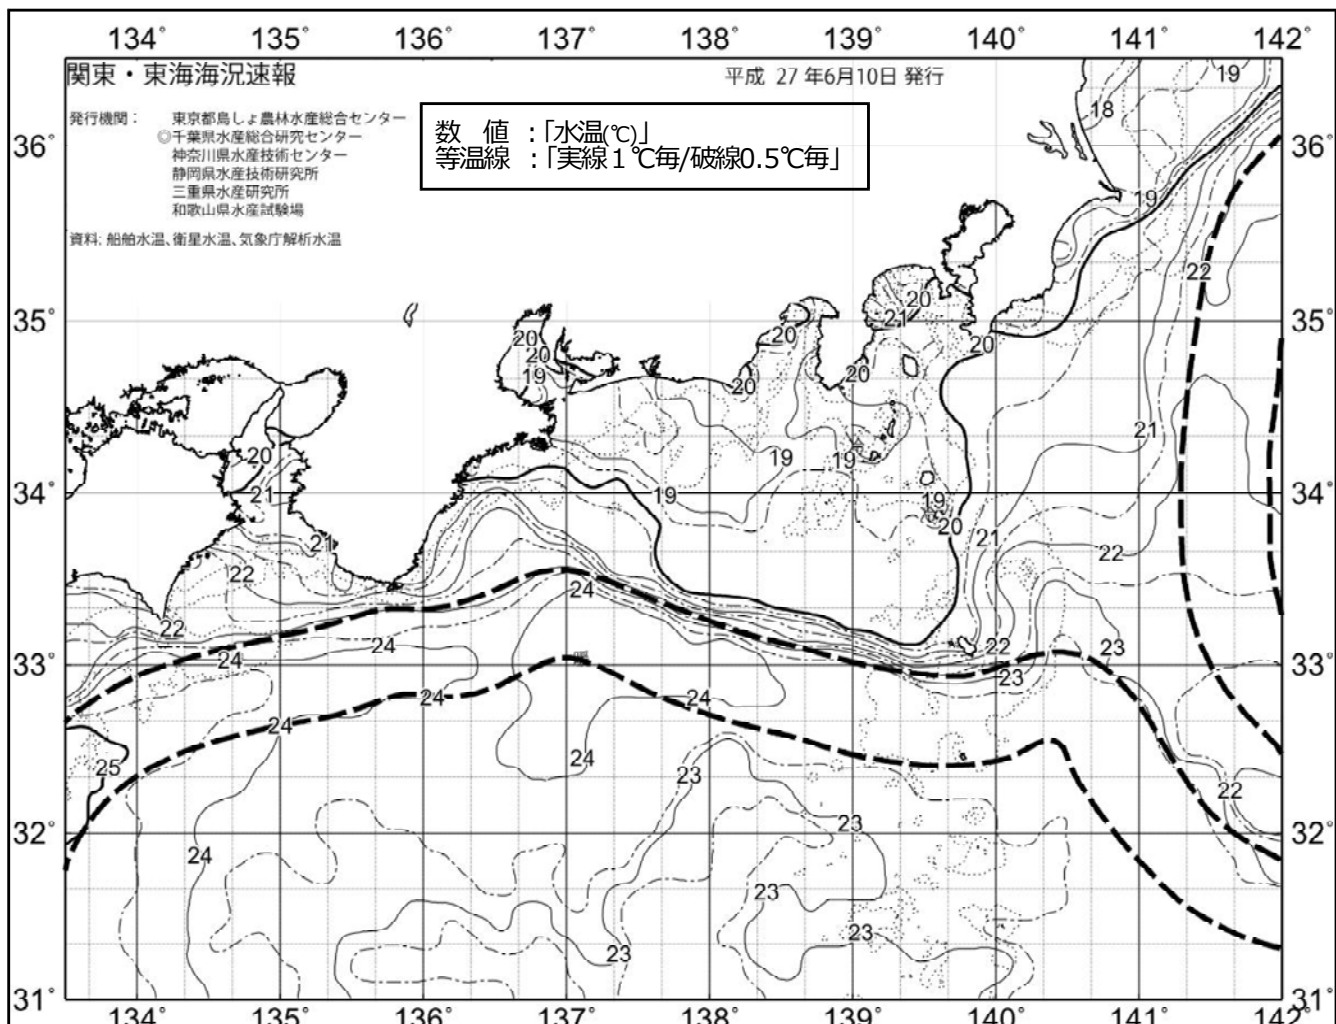 134° 135° 136° 137° 138° 139° 140° 141° 142°
関東・東海海況速報
平成 27 年6月10日 発行
発行機関： 東京都島しょ農林水産総合センター
◎千葉県水産総合研究センター
神奈川県水産技術センター
静岡県水産技術研究所
三重県水産研究所
和歌山県水産試験場
資料: 船舶水温、衛星水温、気象庁解析水温
数 値 ：「水温(℃)」
等温線 ：「実線１℃毎/破線0.5℃毎」
19
18
36° 36°
19
22
20
21
35° 35°
20 20 20
20
19 20 20
21
20 19 19
21 19 19
20
21 21 22
22
24
22 24 22 23
33° 24 33°
23
24 24
24
24
25 23
22
23
32° 32°
24
23
23
23
31° 31°
134° 135° 136° 137° 138° 139° 140° 141° 142°
34° 34°